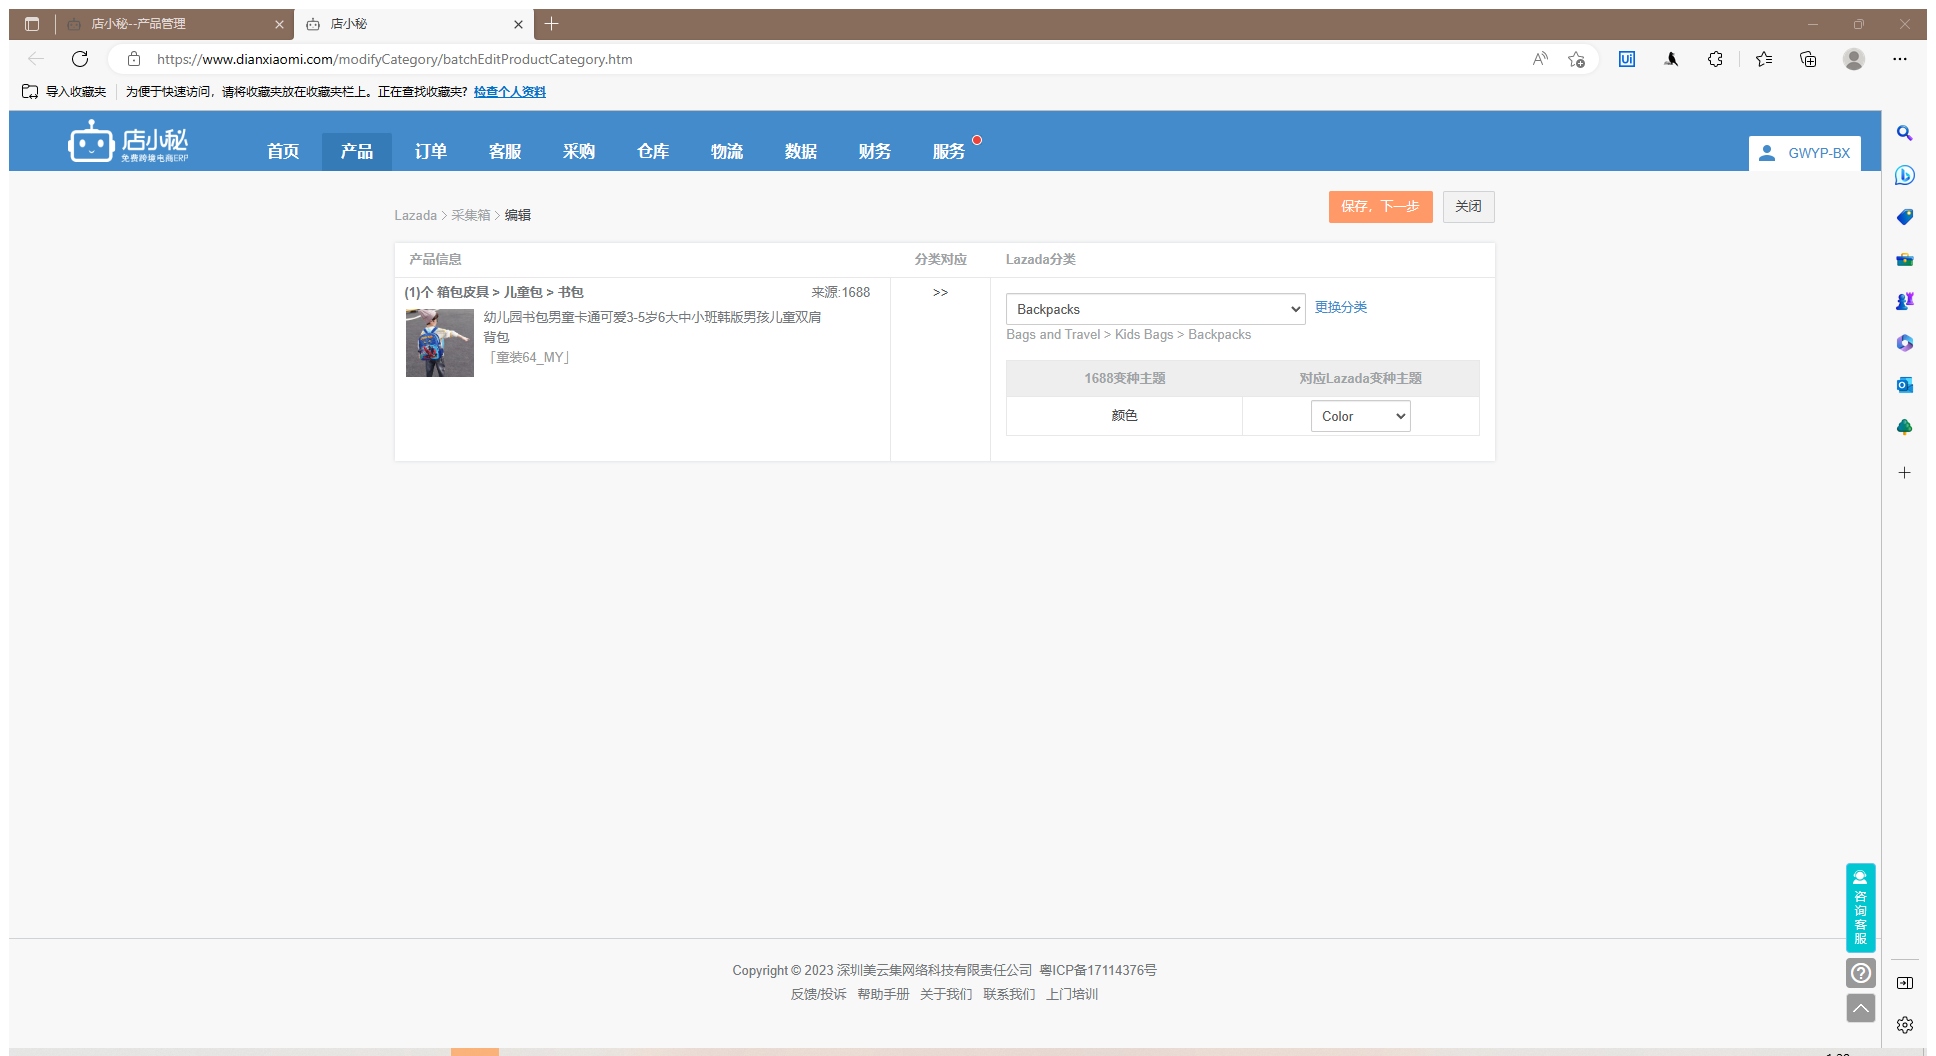 店小秘--产品管理
店小秘
https://www.dianxiaomi.com/modifyCategory/batchEditProductCategory.htm
导入收藏夹
为便于快速访问，请将收藏夹放在收藏夹栏上。正在查找收藏夹? 检查个人资料
店小秘
免费跨境电商ERP
首页 产品 订单 客服 采购 仓库 物流 数据 财务 服务
GWYP-BX
Lazada > 采集箱 > 编辑
保存，下一步
关闭
产品信息 分类对应 Lazada分类
(1)个 箱包皮具 > 儿童包 > 书包
来源:1688
>>
幼儿园书包男童卡通可爱3-5岁6大中小班韩版男孩儿童双肩
背包
「童装64_MY」
Backpacks 更换分类
Bags and Travel > Kids Bags > Backpacks
1688变种主题 对应Lazada变种主题
颜色 Color
咨询客服
Copyright © 2023 深圳美云集网络科技有限责任公司 粤ICP备17114376号
反馈/投诉 帮助手册 关于我们 联系我们 上门培训